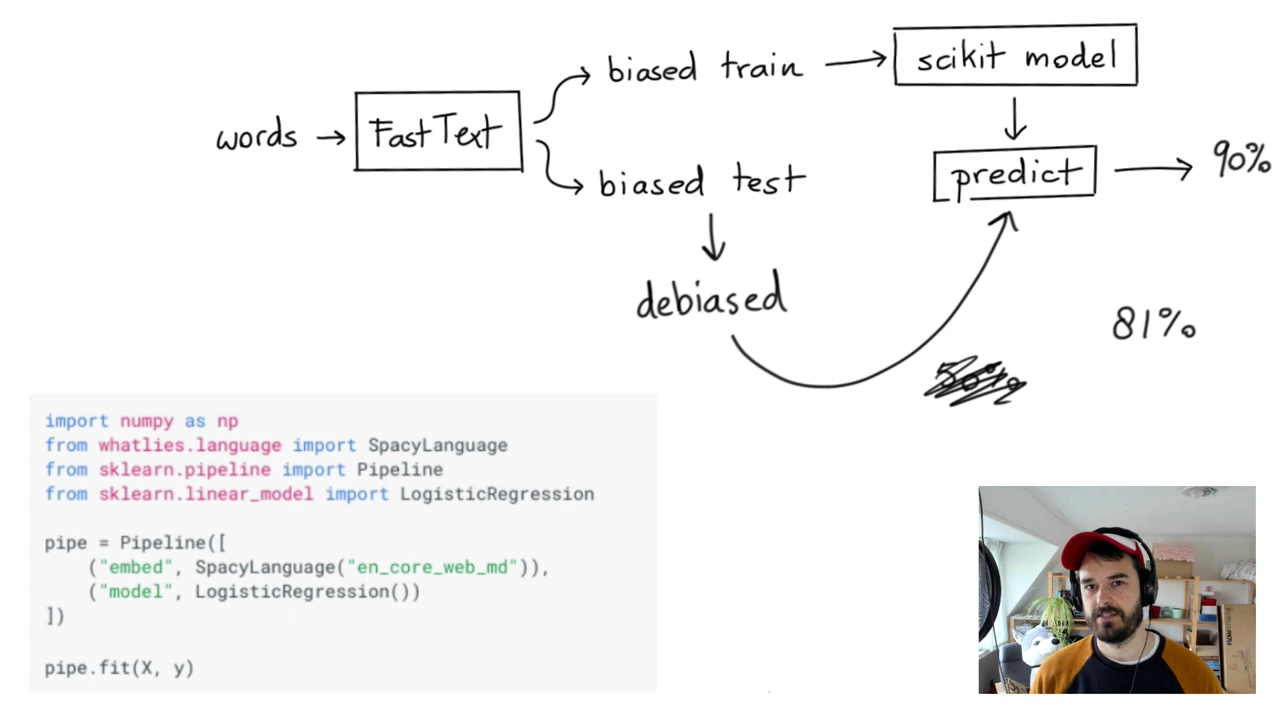 words → FastText
biased train → scikit model
biased test
predict → 90%
debiased
81%
import numpy as np
from whatlies.language import SpacyLanguage
from sklearn.pipeline import Pipeline
from sklearn.linear_model import LogisticRegression
pipe = Pipeline([
    ("embed", SpacyLanguage("en_core_web_md")),
    ("model", LogisticRegression())
])
pipe.fit(X, y)